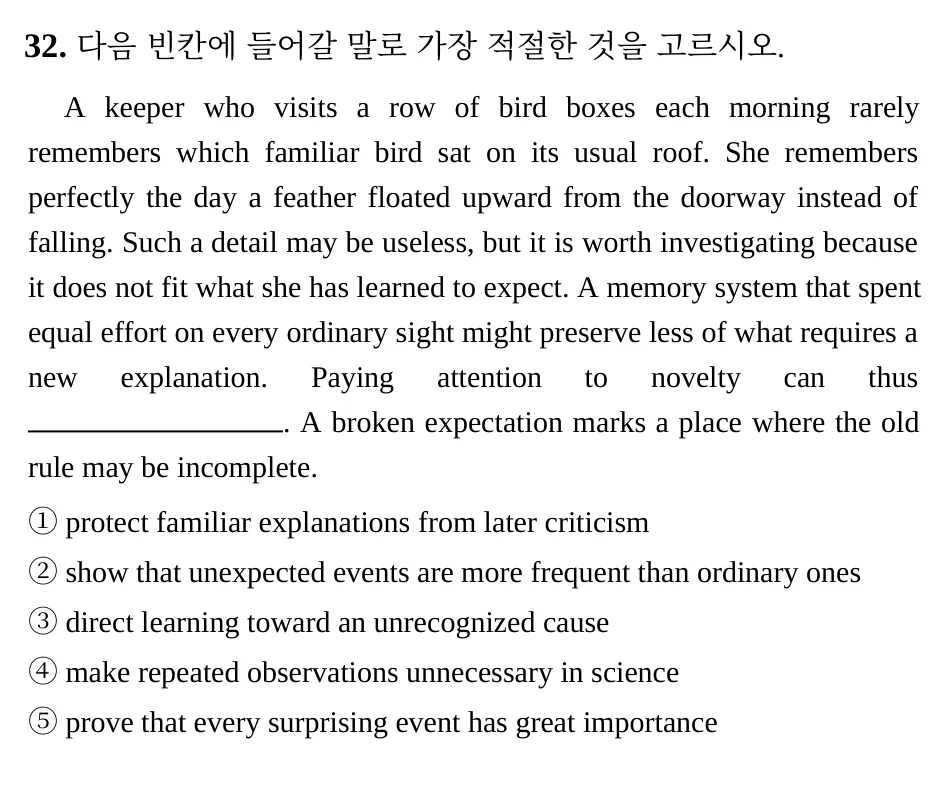 32. 다음 빈칸에 들어갈 말로 가장 적절한 것을 고르시오.
A keeper who visits a row of bird boxes each morning rarely
remembers which familiar bird sat on its usual roof. She remembers
perfectly the day a feather floated upward from the doorway instead of
falling. Such a detail may be useless, but it is worth investigating because
it does not fit what she has learned to expect. A memory system that spent
equal effort on every ordinary sight might preserve less of what requires a
new explanation. Paying attention to novelty can thus
____________________. A broken expectation marks a place where the old
rule may be incomplete.
① protect familiar explanations from later criticism
② show that unexpected events are more frequent than ordinary ones
③ direct learning toward an unrecognized cause
④ make repeated observations unnecessary in science
⑤ prove that every surprising event has great importance